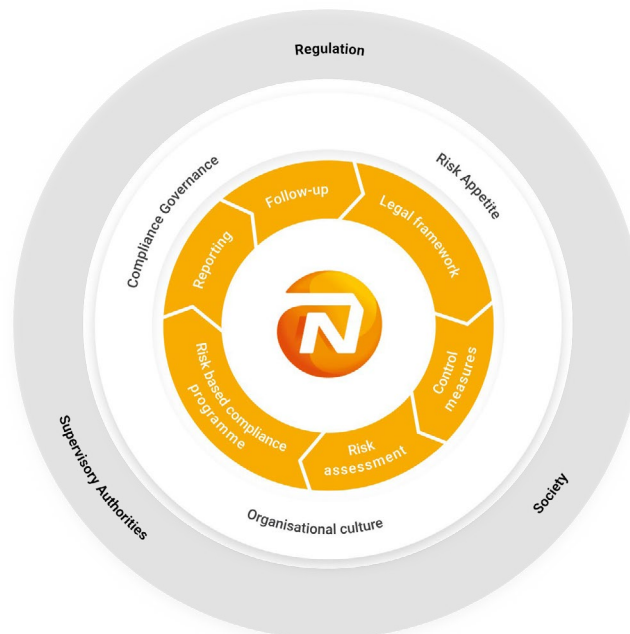 Regulation
Compliance Governance
Risk Appetite
Follow-up
Legal framework
Reporting
Control
measures
Risk based compliance
programme
Risk
assessment
Organisational culture
Supervisory Authorities
Society